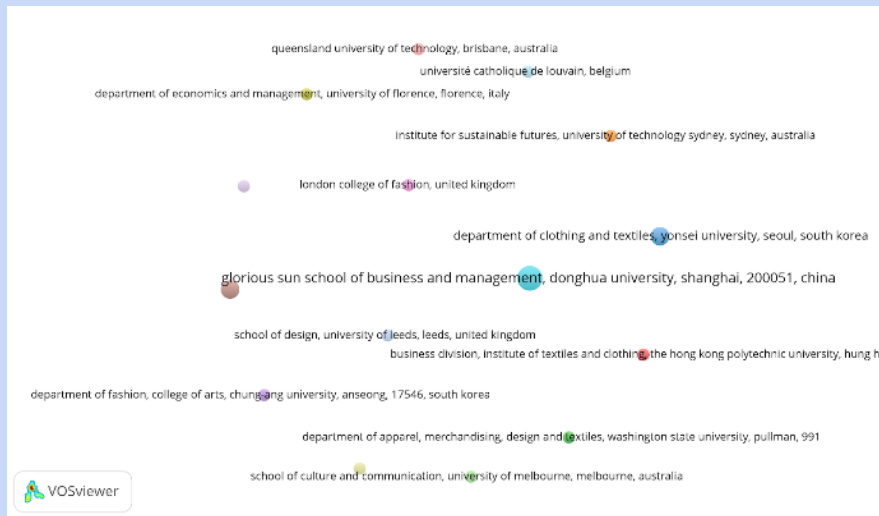 queensland university of technology, brisbane, australia
université catholique de louvain, belgium
department of economics and management, university of florence, florence, italy
institute for sustainable futures, university of technology sydney, sydney, australia
london college of fashion, united kingdom
department of clothing and textiles, yonsei university, seoul, south korea
glorious sun school of business and management, donghua university, shanghai, 200051, china
school of design, university of leeds, leeds, united kingdom
business division, institute of textiles and clothing, the hong kong polytechnic university, hung h
department of fashion, college of arts, chung-ang university, anseong, 17546, south korea
department of apparel, merchandising, design and textiles, washington state university, pullman, 991
school of culture and communication, university of melbourne, melbourne, australia
VOSviewer